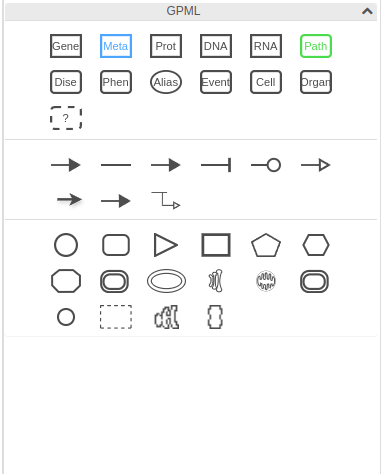 GPML
Gene Meta Prot DNA RNA Path
Dise Phen Alias Event Cell Organ
?